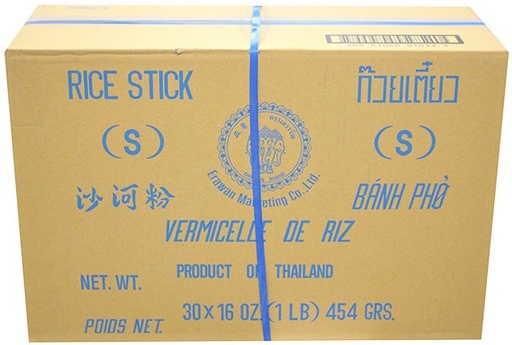 RICE STICK
ก๊วยเตี๋ยว
(S)
(S)
Erawan Marketing Co., Ltd.
沙河粉
BÁNH PHỞ
VERMICELLE DE RIZ
PRODUCT OF THAILAND
NET. WT.
30 x 16 OZ. (1 LB) 454 GRS.
POIDS NET.